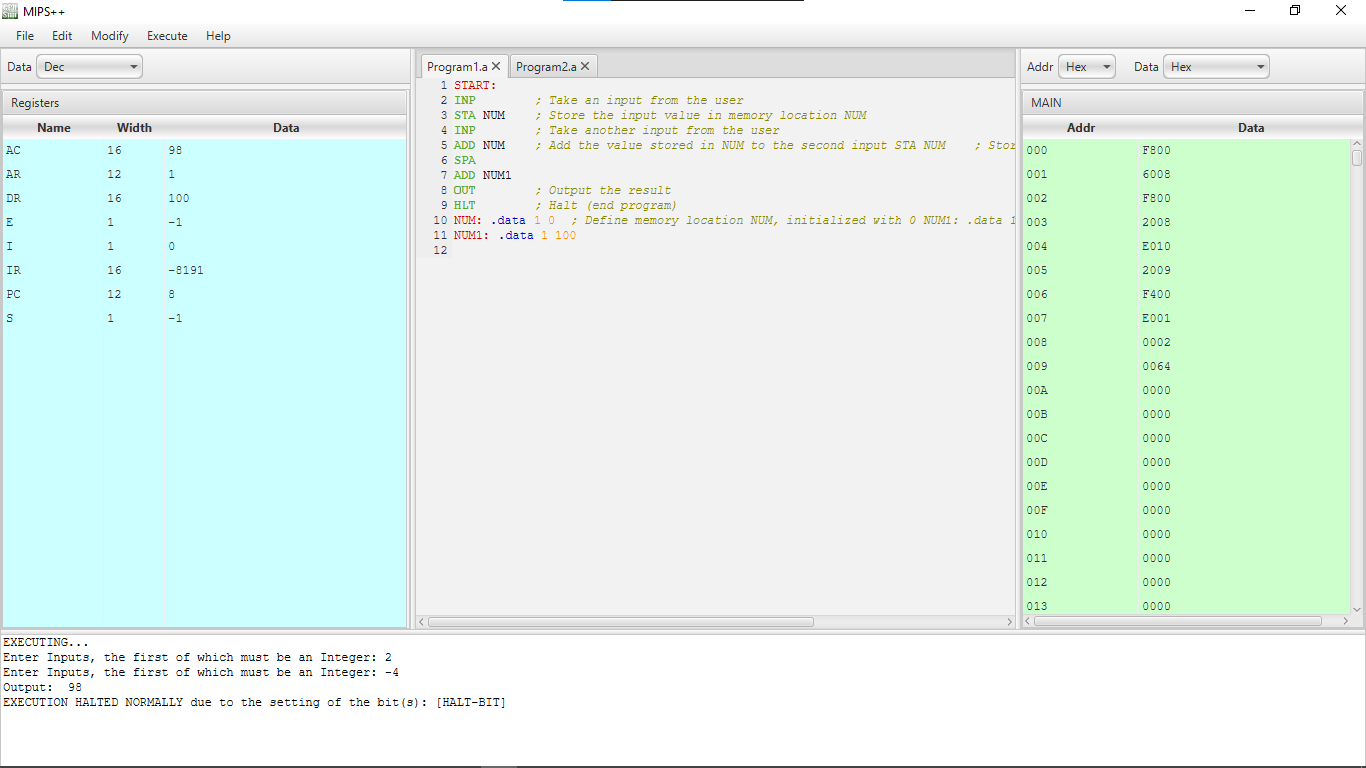 MIPS++
File Edit Modify Execute Help
Data Dec
Registers
Name Width Data
AC 16 98
AR 12 1
DR 16 100
E 1 -1
I 1 0
IR 16 -8191
PC 12 8
S 1 -1
Program1.a Program2.a
1 START:
2 INP ; Take an input from the user
3 STA NUM ; Store the input value in memory location NUM
4 INP ; Take another input from the user
5 ADD NUM ; Add the value stored in NUM to the second input STA NUM ; Stor
6 SPA
7 ADD NUM1
8 OUT ; Output the result
9 HLT ; Halt (end program)
10 NUM: .data 1 0 ; Define memory location NUM, initialized with 0 NUM1: .data 1
11 NUM1: .data 1 100
12
Addr Hex Data Hex
MAIN
Addr Data
000 F800
001 6008
002 F800
003 2008
004 E010
005 2009
006 F400
007 E001
008 0002
009 0064
00A 0000
00B 0000
00C 0000
00D 0000
00E 0000
00F 0000
010 0000
011 0000
012 0000
013 0000
EXECUTING...
Enter Inputs, the first of which must be an Integer: 2
Enter Inputs, the first of which must be an Integer: -4
Output: 98
EXECUTION HALTED NORMALLY due to the setting of the bit(s): [HALT-BIT]